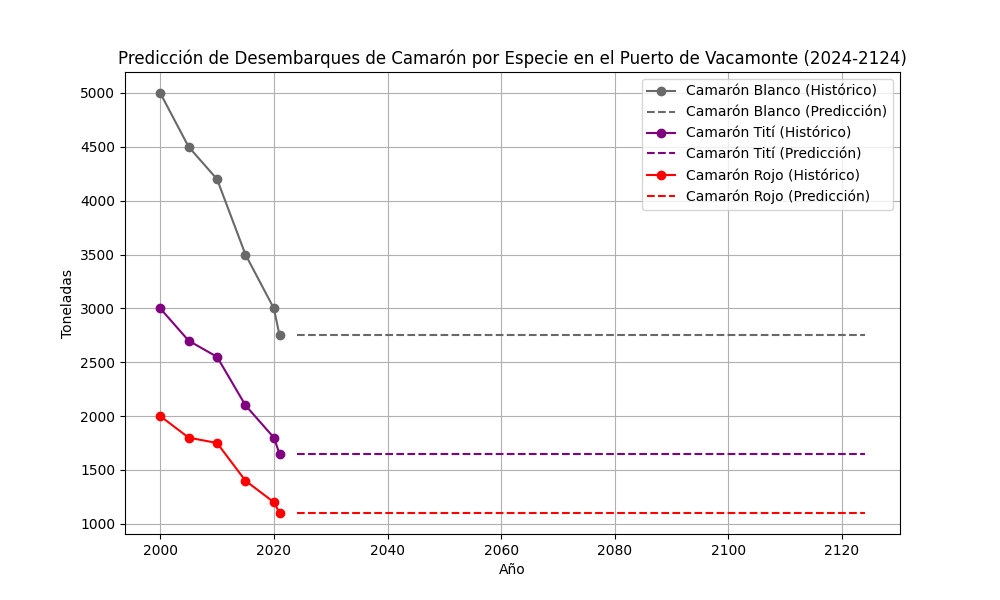 Predicción de Desembarques de Camarón por Especie en el Puerto de Vacamonte (2024-2124)
Camarón Blanco (Histórico)
Camarón Blanco (Predicción)
Camarón Tití (Histórico)
Camarón Tití (Predicción)
Camarón Rojo (Histórico)
Camarón Rojo (Predicción)
Toneladas
5000
4500
4000
3500
3000
2500
2000
1500
1000
2000
2020
2040
2060
2080
2100
2120
Año